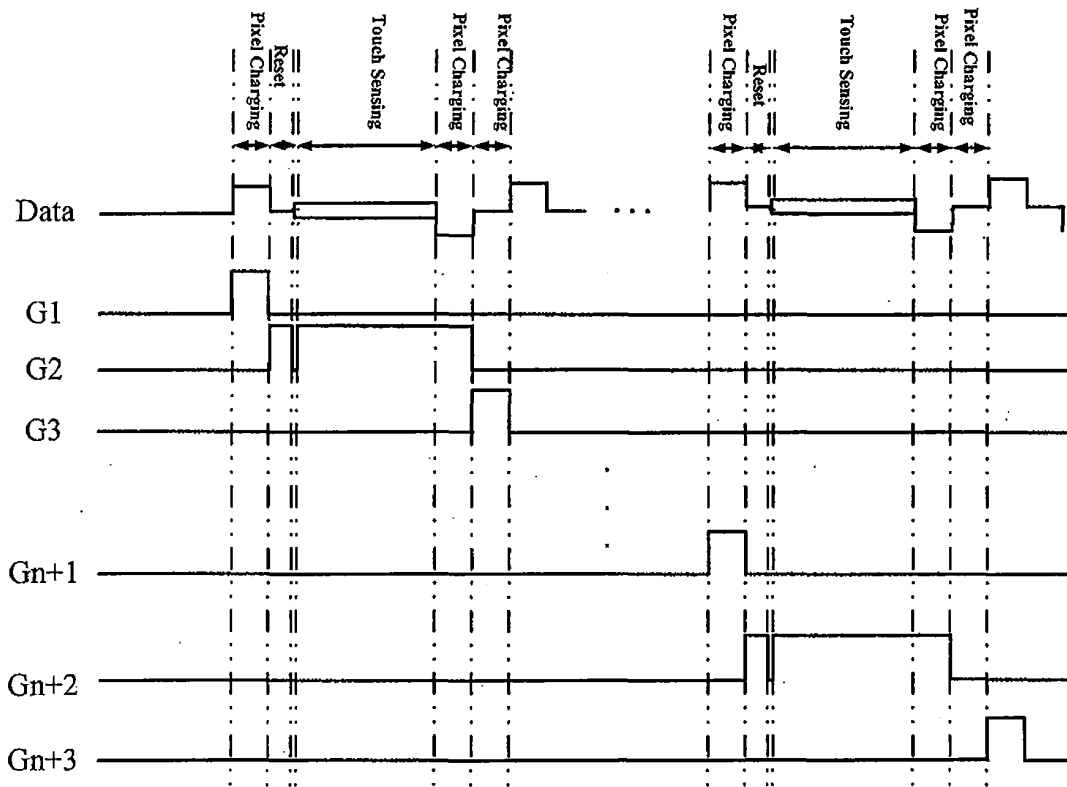 Pixel Charging
Reset
Touch Sensing
Pixel Charging
Pixel Charging
Pixel Charging
Reset
Touch Sensing
Pixel Charging
Pixel Charging
Data
...
G1
G2
G3
Gn+1
Gn+2
Gn+3